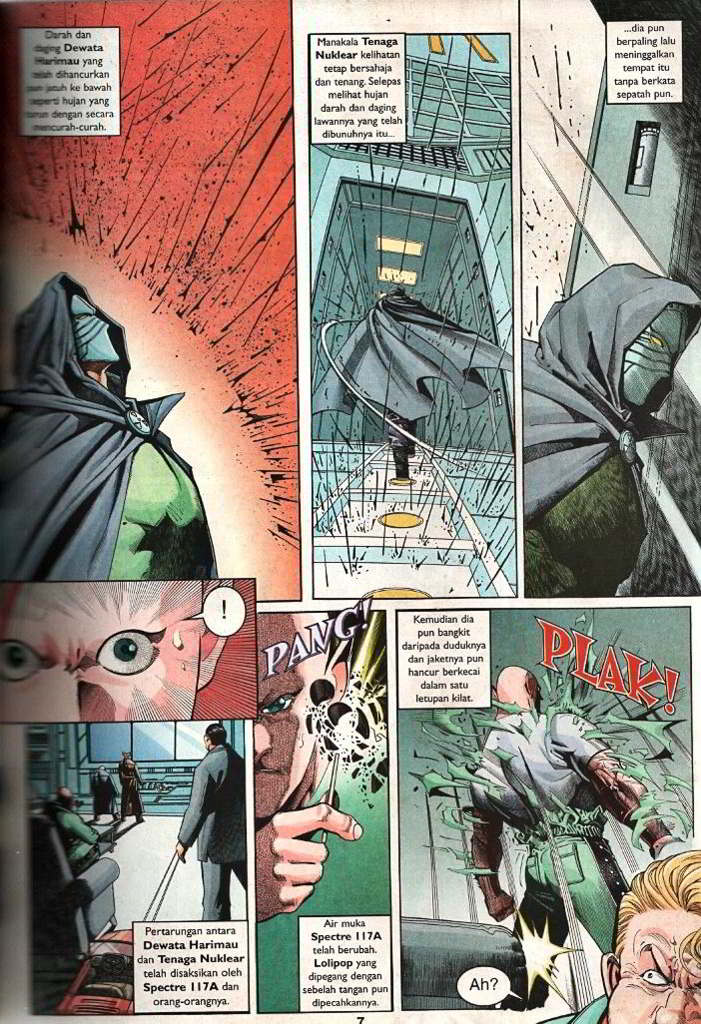 Darah dan
daging Dewata
Harimau yang
telah dihancurkan
pun jatuh ke bawah
seperti hujan yang
turun dengan secara
mencurah-curah.
Manakala Tenaga
Nuklear kelihatan
tetap bersahaja
dan tenang. Selepas
melihat hujan
darah dan daging
lawannya yang telah
dibunuhnya itu...
...dia pun
berpaling lalu
meninggalkan
tempat itu
tanpa berkata
sepatah pun.
!
Pertarungan antara
Dewata Harimau
dan Tenaga Nuklear
telah disaksikan oleh
Spectre 117A dan
orang-orangnya.
PANG!
Air muka
Spectre 117A
telah berubah.
Lolipop yang
dipegang dengan
sebelah tangan pun
dipecahkannya.
Kemudian dia
pun bangkit
daripada duduknya
dan jaketnya pun
hancur berkecai
dalam satu
letupan kilat.
PLAK!
Ah?
7